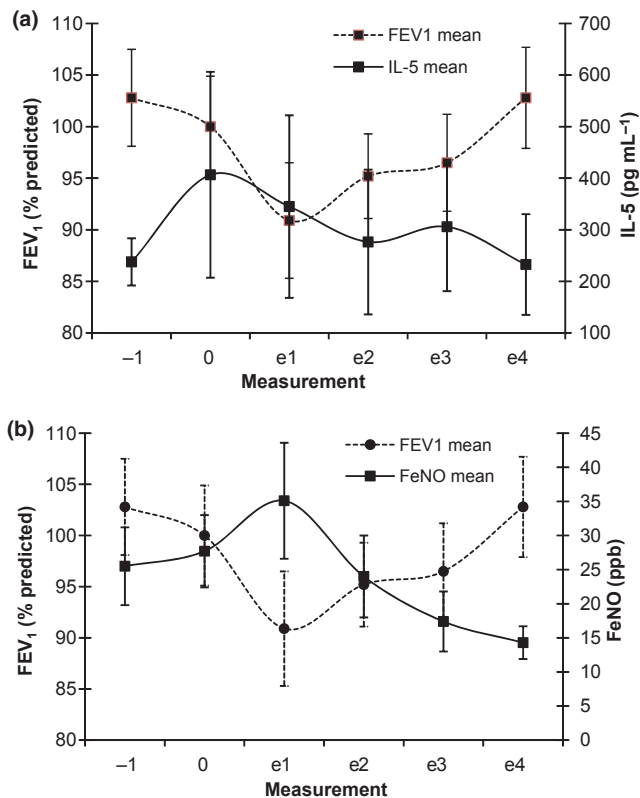 (a)
110
105
100
95
90
85
80
FEV1 (% predicted)
FEV1 mean
IL-5 mean
700
600
500
400
300
200
100
IL-5 (pg mL–1)
–1 0 e1 e2 e3 e4
Measurement
(b)
110
105
100
95
90
85
80
FEV1 (% predicted)
FEV1 mean
FeNO mean
45
40
35
30
25
20
15
10
5
0
FeNO (ppb)
–1 0 e1 e2 e3 e4
Measurement